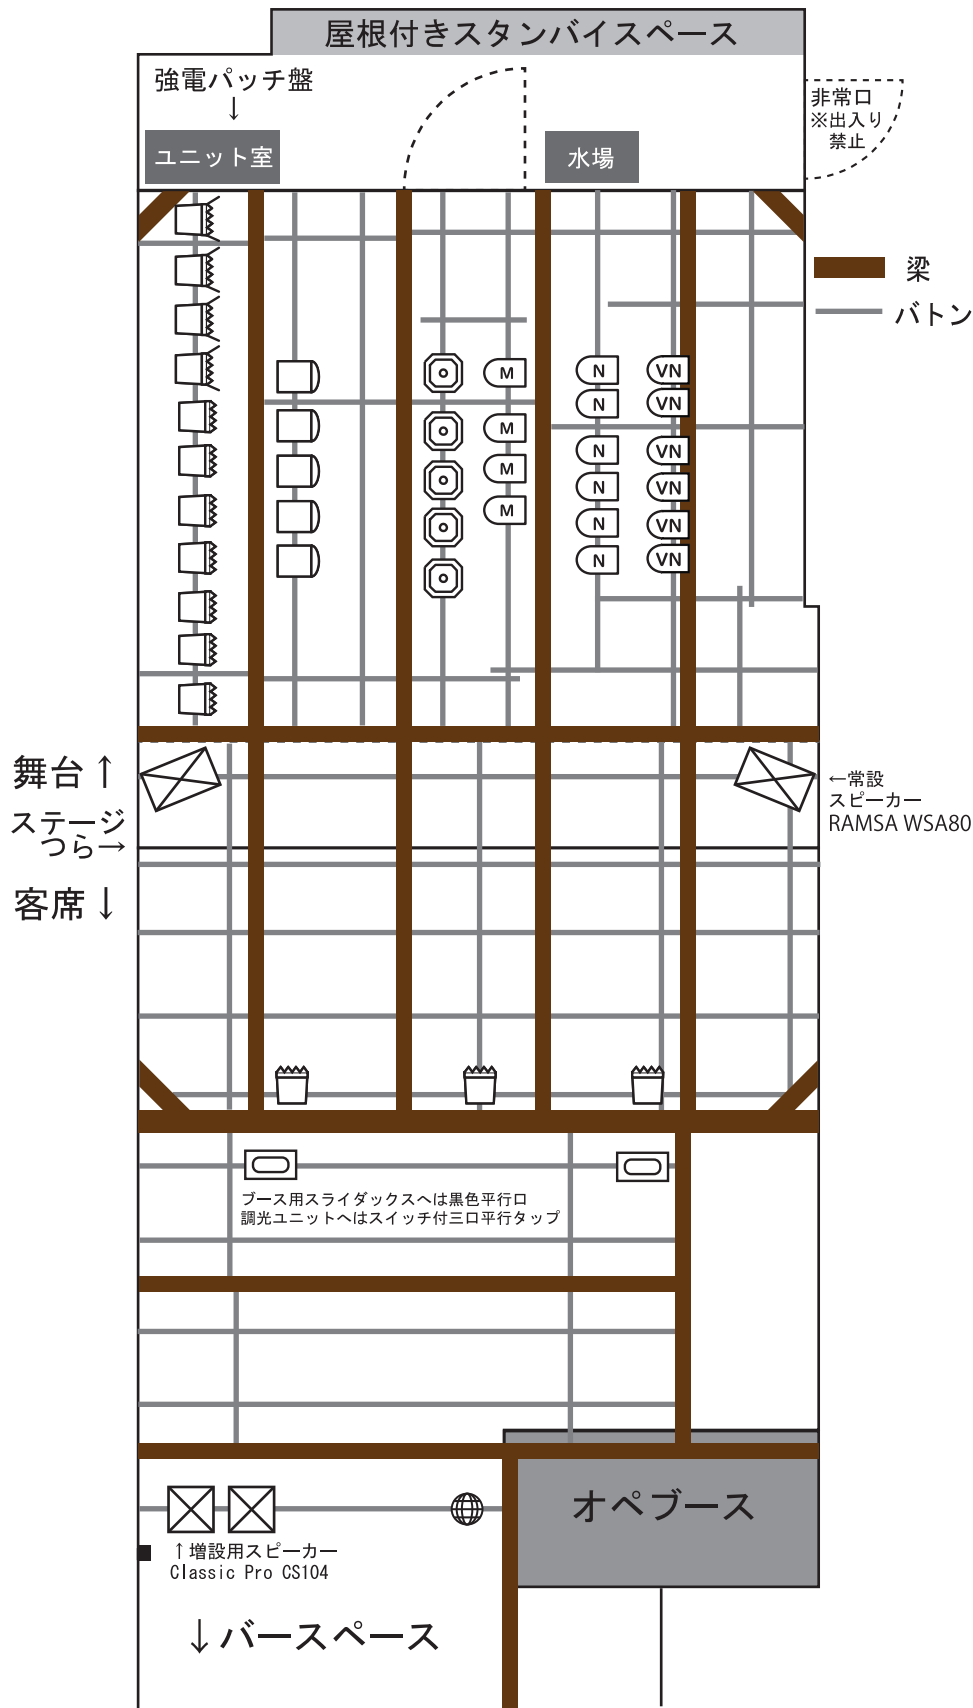 屋根付きスタンバイスペース
強電パッチ盤
↓
ユニット室
水場
非常口
※出入り
禁止
梁
バトン
M
M
M
M
N
N
N
N
N
N
VN
VN
VN
VN
VN
VN
舞台↑
ステージ
つら→
客席↓
←常設
スピーカー
RAMSA WSA80
ブース用スライダックスへは黒色平行口
調光ユニットへはスイッチ付三口平行タップ
オペブース
↑増設用スピーカー
Classic Pro CS104
↓バースペース